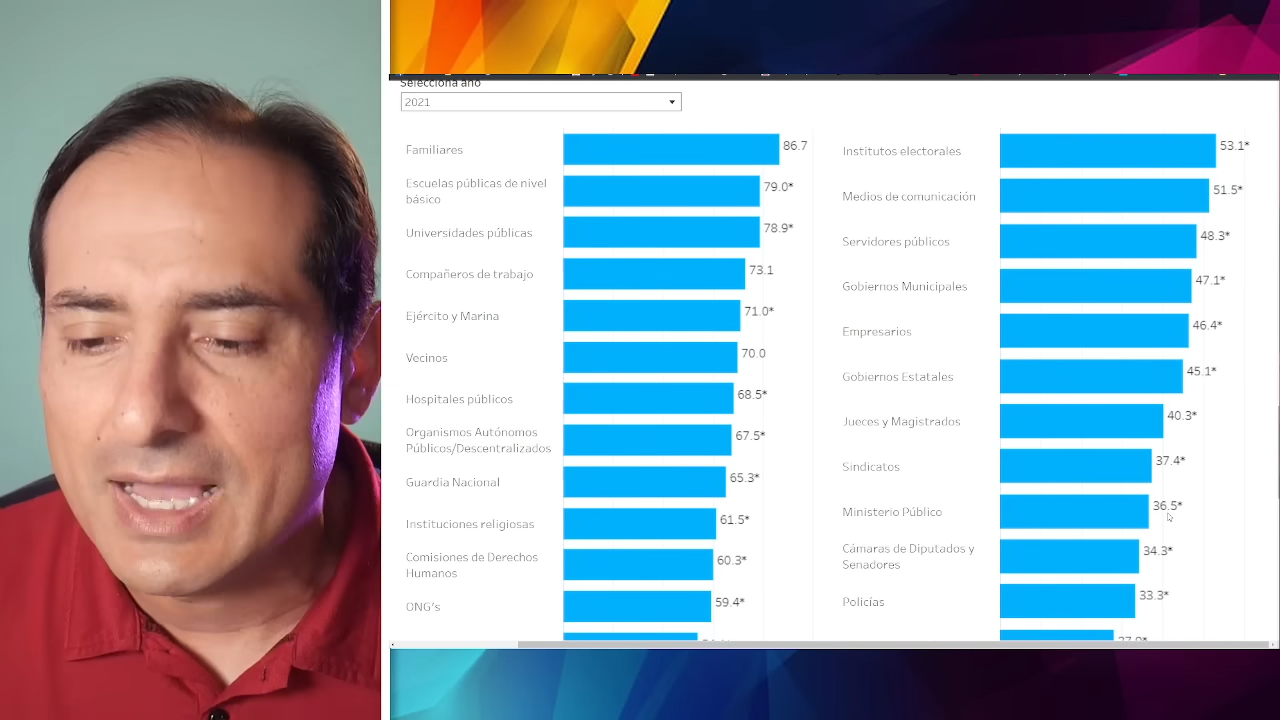 Selecciona año
2021
Familiares
86.7
Escuelas públicas de nivel
básico
79.0*
Universidades públicas
78.9*
Compañeros de trabajo
73.1
Ejército y Marina
71.0*
Vecinos
70.0
Hospitales públicos
68.5*
Organismos Autónomos
Públicos/Descentralizados
67.5*
Guardia Nacional
65.3*
Instituciones religiosas
61.5*
Comisiones de Derechos
Humanos
60.3*
ONG's
59.4*
Institutos electorales
53.1*
Medios de comunicación
51.5*
Servidores públicos
48.3*
Gobiernos Municipales
47.1*
Empresarios
46.4*
Gobiernos Estatales
45.1*
Jueces y Magistrados
40.3*
Sindicatos
37.4*
Ministerio Público
36.5*
Cámaras de Diputados y
Senadores
34.3*
Policías
33.3*